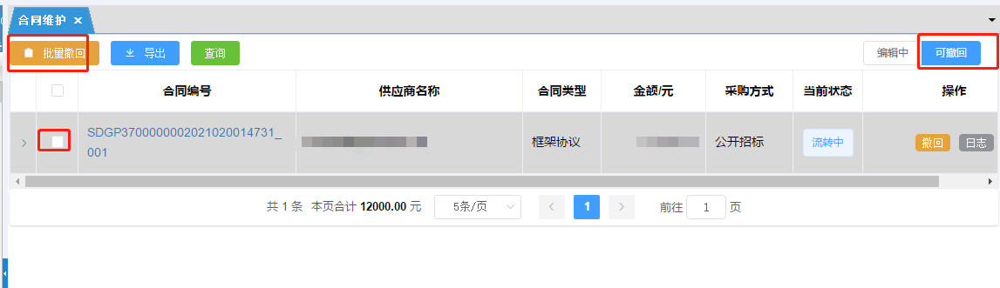 合同维护 ×
批量撤回 导出 查询 编辑中 可撤回
合同编号 供应商名称 合同类型 金额/元 采购方式 当前状态 操作
SDGP3700000002021020014731_ 框架协议 公开招标 流转中 撤回 日志
001
共 1 条 本页合计 12000.00 元 5条/页 1 前往 1 页